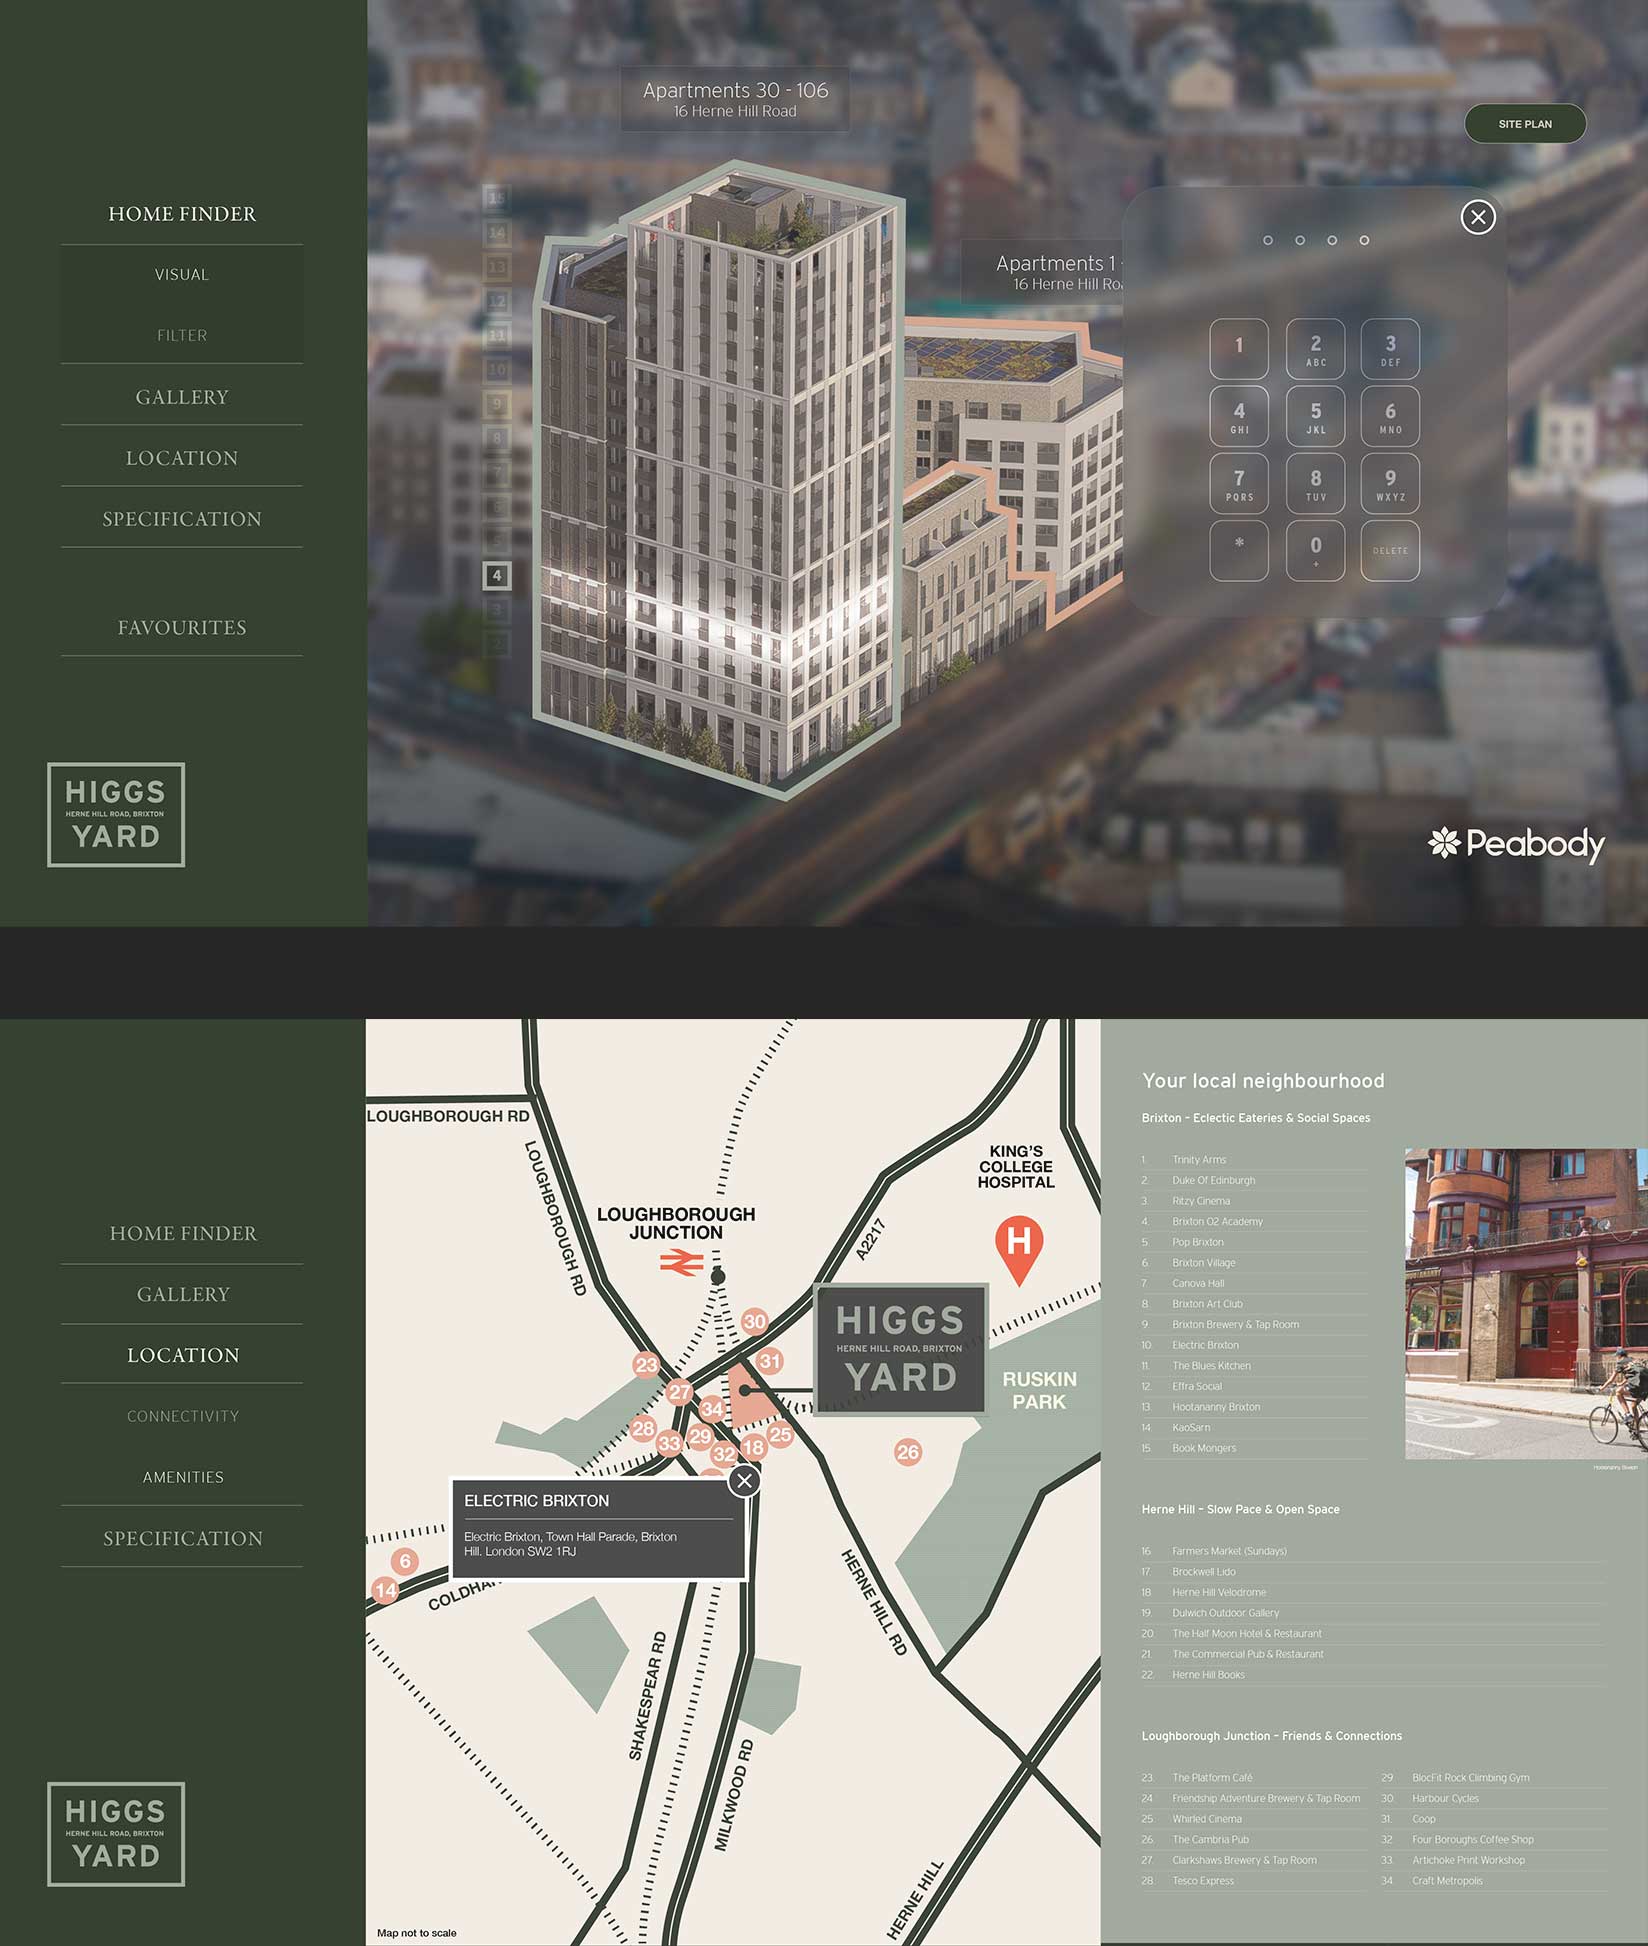 HOME FINDER
VISUAL
FILTER
GALLERY
LOCATION
SPECIFICATION
FAVOURITES
HIGGS
HERNE HILL ROAD, BRIXTON
YARD
Apartments 30 - 106
16 Herne Hill Road
15
14
13
12
11
10
9
8
7
6
5
4
3
2
Apartments 1 -
16 Herne Hill Roa
SITE PLAN
1
2
ABC
3
DEF
4
GHI
5
JKL
6
MNO
7
PQRS
8
TUV
9
WXYZ
*
0
+
DELETE
Peabody
HOME FINDER
GALLERY
LOCATION
CONNECTIVITY
AMENITIES
SPECIFICATION
HIGGS
HERNE HILL ROAD, BRIXTON
YARD
LOUGHBOROUGH RD
LOUGHBOROUGH RD
LOUGHBOROUGH
JUNCTION
A2217
KING'S
COLLEGE
HOSPITAL
H
HIGGS
HERNE HILL ROAD, BRIXTON
YARD
RUSKIN
PARK
30
31
23
27
34
28
33
29
32
18
25
26
ELECTRIC BRIXTON
Electric Brixton, Town Hall Parade, Brixton
Hill. London SW2 1RJ
6
14
COLDHA
SHAKESPEAR RD
MILKWOOD RD
HERNE HILL RD
HERNE HILL
Map not to scale
Your local neighbourhood
Brixton – Eclectic Eateries & Social Spaces
1. Trinity Arms
2. Duke Of Edinburgh
3. Ritzy Cinema
4. Brixton O2 Academy
5. Pop Brixton
6. Brixton Village
7. Canova Hall
8. Brixton Art Club
9. Brixton Brewery & Tap Room
10. Electric Brixton
11. The Blues Kitchen
12. Effra Social
13. Hootananny Brixton
14. KaoSarn
15. Book Mongers
Hootananny Brixton
Herne Hill – Slow Pace & Open Space
16. Farmers Market (Sundays)
17. Brockwell Lido
18 Herne Hill Velodrome
19. Dulwich Outdoor Gallery
20. The Half Moon Hotel & Restaurant
21. The Commercial Pub & Restaurant
22. Herne Hill Books
Loughborough Junction – Friends & Connections
23. The Platform Café
24 Friendship Adventure Brewery & Tap Room
25. Whirled Cinema
26. The Cambria Pub
27. Clarkshaws Brewery & Tap Room
28. Tesco Express
29 BlocFit Rock Climbing Gym
30. Harbour Cycles
31. Coop
32 Four Boroughs Coffee Shop
33. Artichoke Print Workshop
34. Craft Metropolis